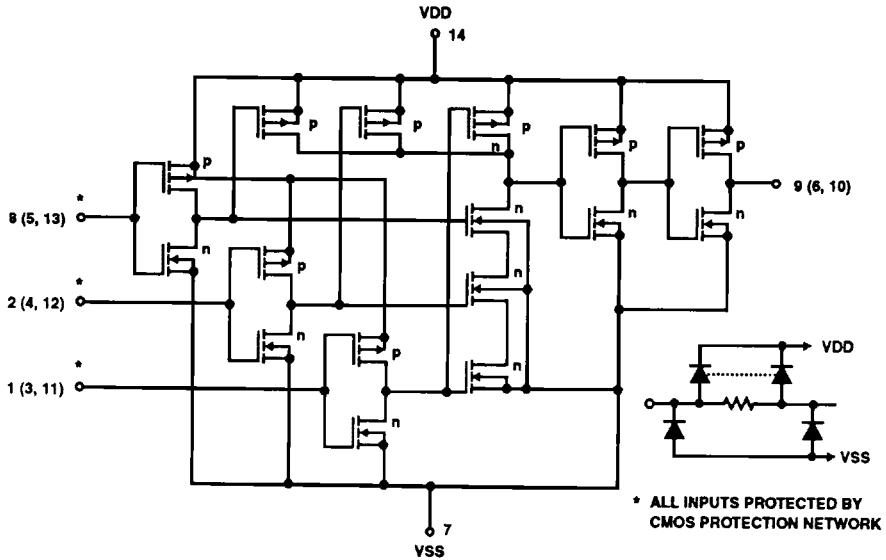 VDD
14
p
p
p
n
p
p
p
*
8 (5, 13)
n
9 (6, 10)
n
n
n
p
*
2 (4, 12)
n
n
p
n
*
1 (3, 11)
n
VDD
VSS
7
VSS
* ALL INPUTS PROTECTED BY
CMOS PROTECTION NETWORK